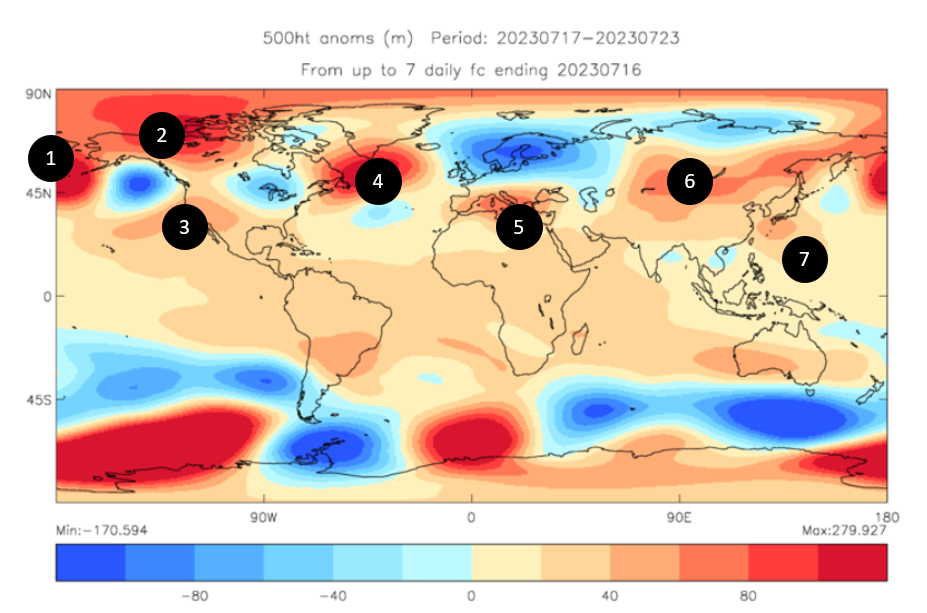 500ht anoms (m)  Period: 20230717−20230723
From up to 7 daily fc ending 20230716
90N
2
1
4
6
45N
3
5
7
0
45S
90W 0 90E 180
Min:−170.594 Max:279.927
−80 −40 0 40 80